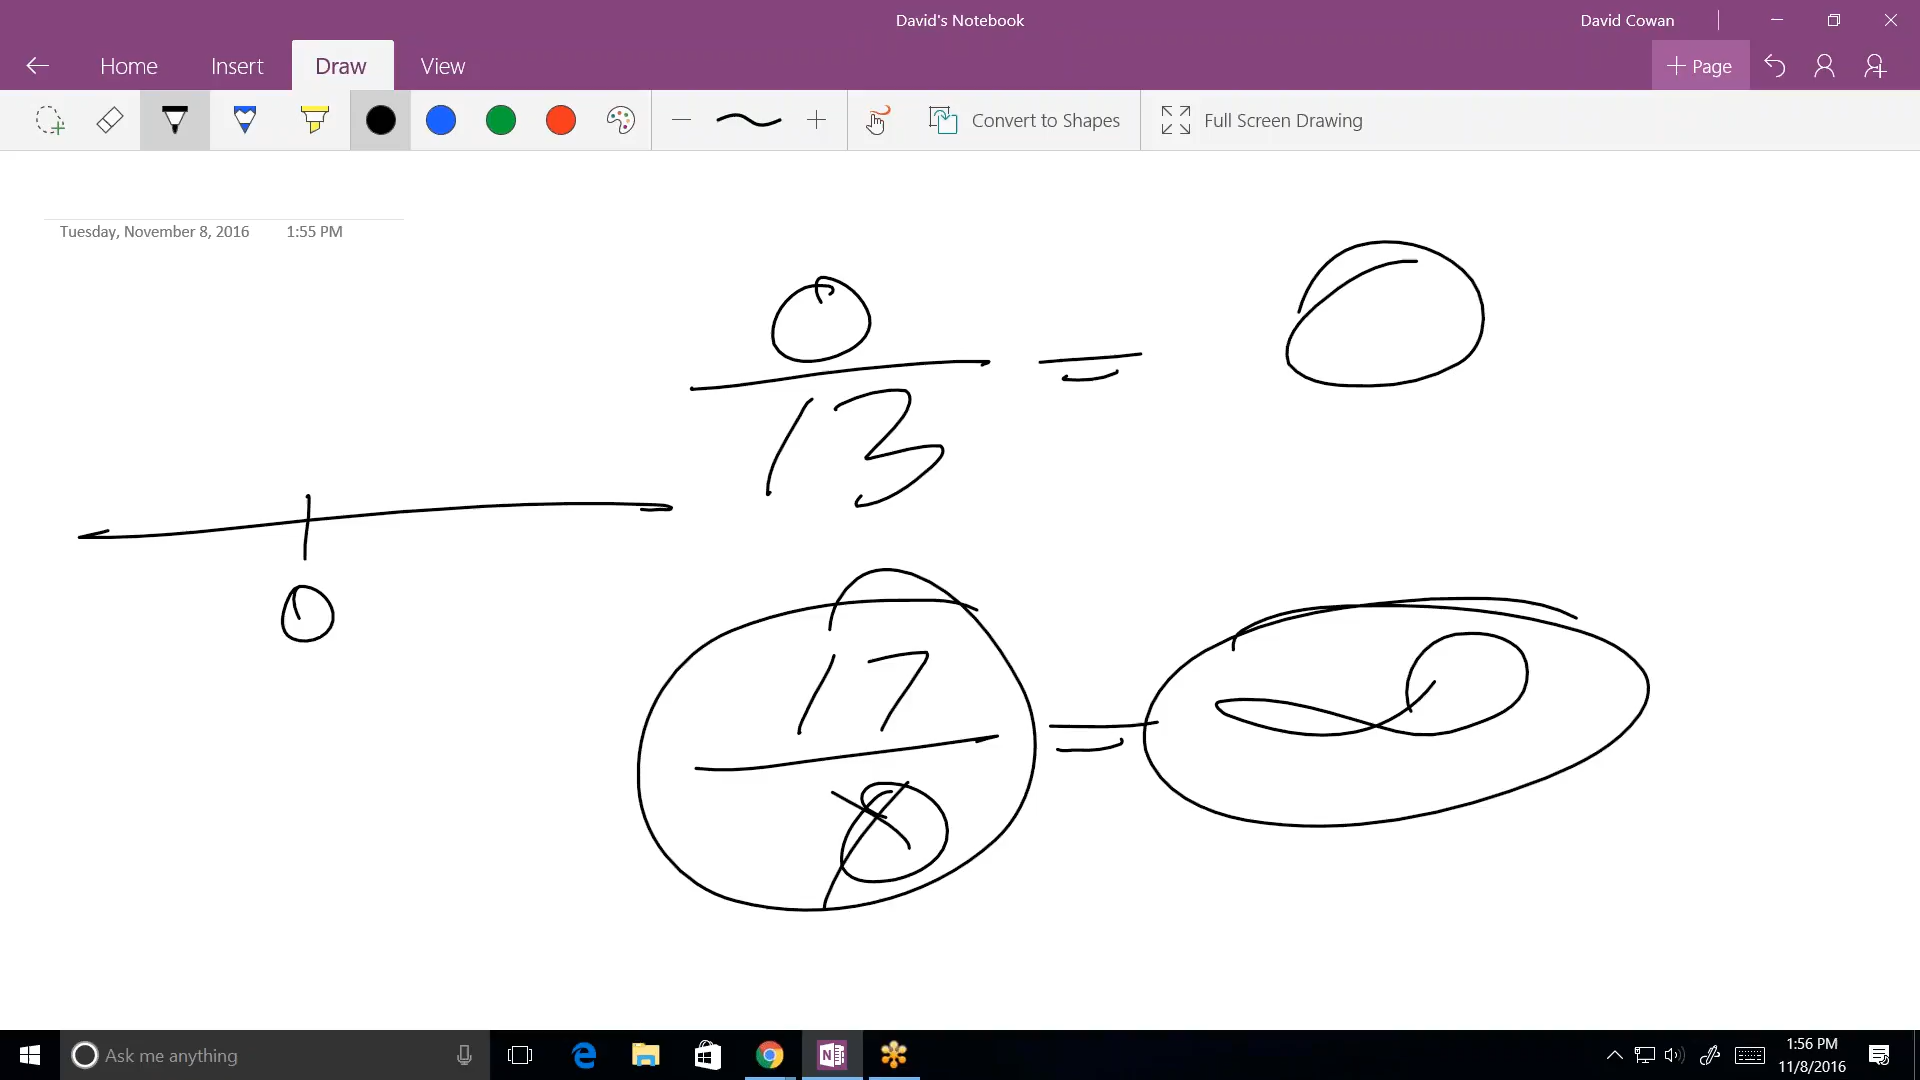 David's Notebook David Cowan
Home Insert Draw View Page
Convert to Shapes Full Screen Drawing
Tuesday, November 8, 2016 1:55 PM
0
13
=
0
0
17
0
=
∞
Ask me anything
1:56 PM
11/8/2016